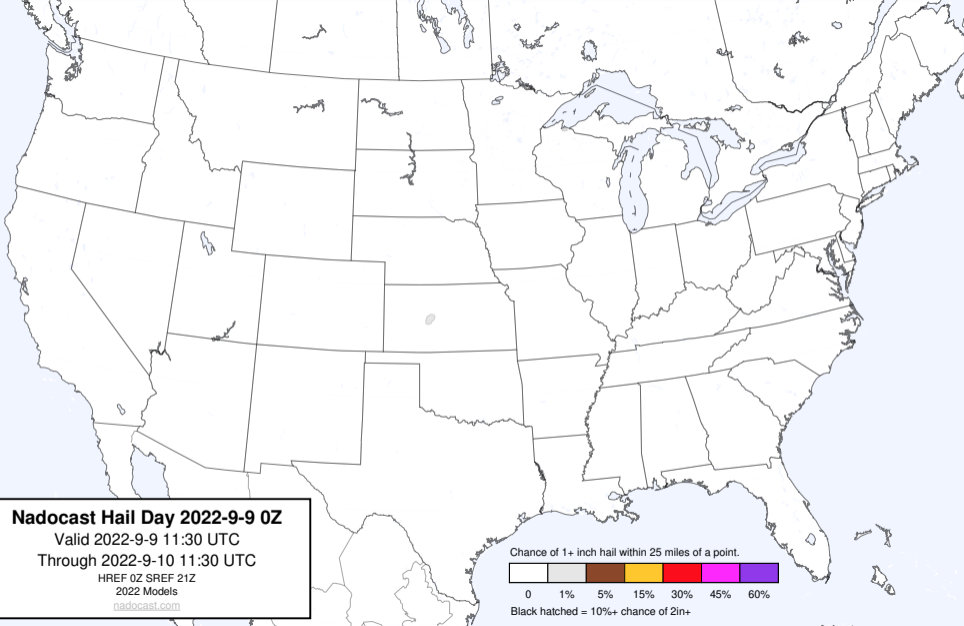 Nadocast Hail Day 2022-9-9 0Z
Valid 2022-9-9 11:30 UTC
Through 2022-9-10 11:30 UTC
HREF 0Z SREF 21Z
2022 Models
nadocast.com
Chance of 1+ inch hail within 25 miles of a point.
0 1% 5% 15% 30% 45% 60%
Black hatched = 10%+ chance of 2in+